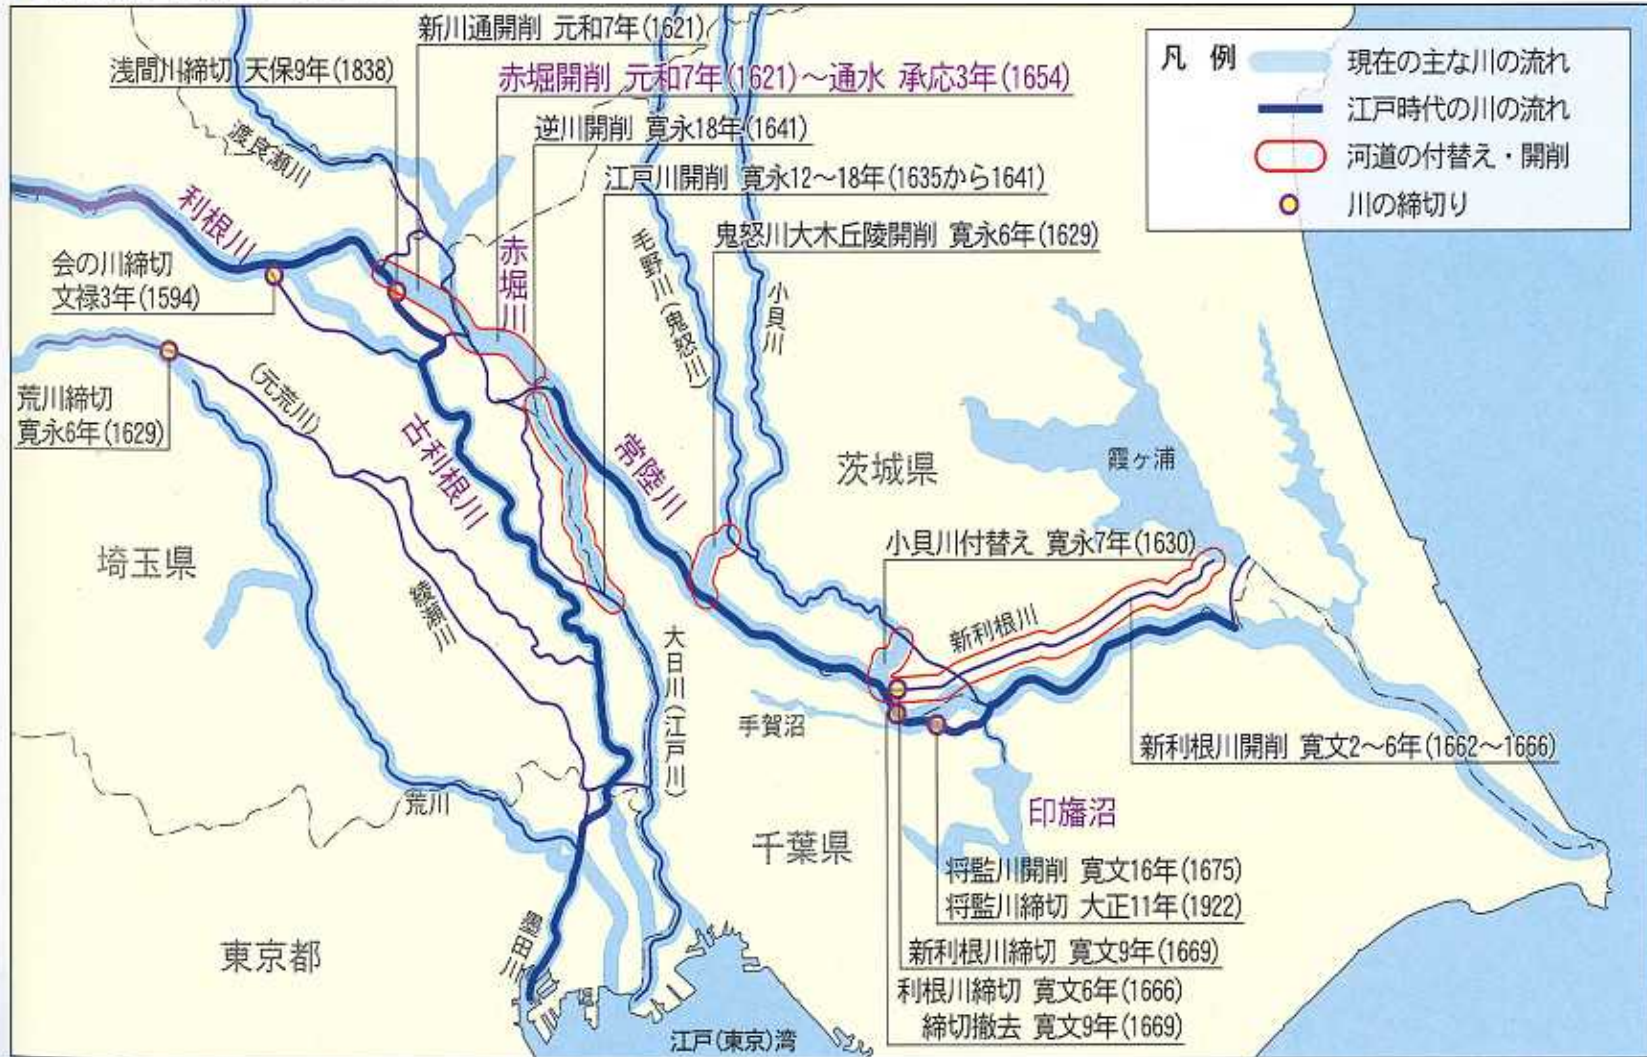 新川通開削 元和7年(1621)
浅間川締切 天保9年(1838)
赤堀開削 元和7年(1621)～通水 承応3年(1654)
逆川開削 寛永18年(1641)
江戸川開削 寛永12～18年(1635から1641)
鬼怒川大木丘陵開削 寛永6年(1629)
凡 例
現在の主な川の流れ
江戸時代の川の流れ
河道の付替え・開削
川の締切り
渡良瀬川
利根川
会の川締切
文禄3年(1594)
赤堀川
毛野川(鬼怒川)
小貝川
荒川締切
寛永6年(1629)
(元荒川)
古利根川
常陸川
茨城県
霞ヶ浦
埼玉県
綾瀬川
小貝川付替え 寛永7年(1630)
新利根川
大日川(江戸川)
手賀沼
新利根川開削 寛文2～6年(1662～1666)
荒川
印旛沼
千葉県
将監川開削 寛文16年(1675)
将監川締切 大正11年(1922)
東京都
隅田川
新利根川締切 寛文9年(1669)
利根川締切 寛文6年(1666)
締切撤去 寛文9年(1669)
江戸(東京)湾